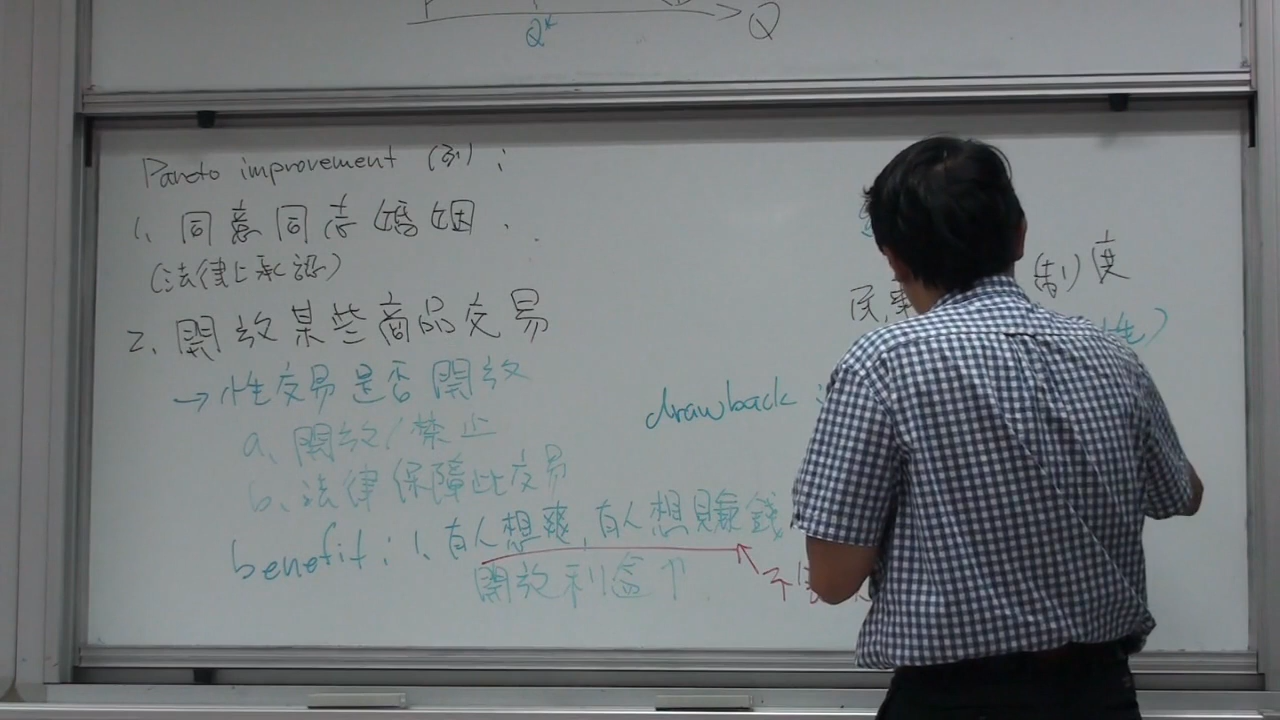 Q* Q
Pareto improvement (例):
1. 同意同志婚姻.
(法律上承認)
2. 開放某些商品交易
→性交易是否開放
a. 開放/禁止
b. 法律保障此交易
benefit: 1. 有人想爽,有人想賺錢
開放利益↑
制度
性)
drawback :